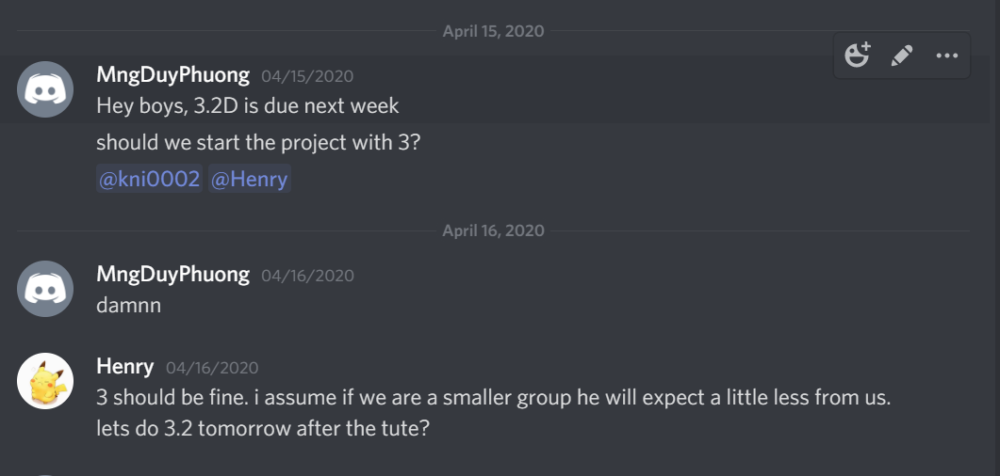 April 15, 2020
MngDuyPhuong 04/15/2020
Hey boys, 3.2D is due next week
should we start the project with 3?
@kni0002 @Henry
April 16, 2020
MngDuyPhuong 04/16/2020
damnn
Henry 04/16/2020
3 should be fine. i assume if we are a smaller group he will expect a little less from us.
lets do 3.2 tomorrow after the tute?